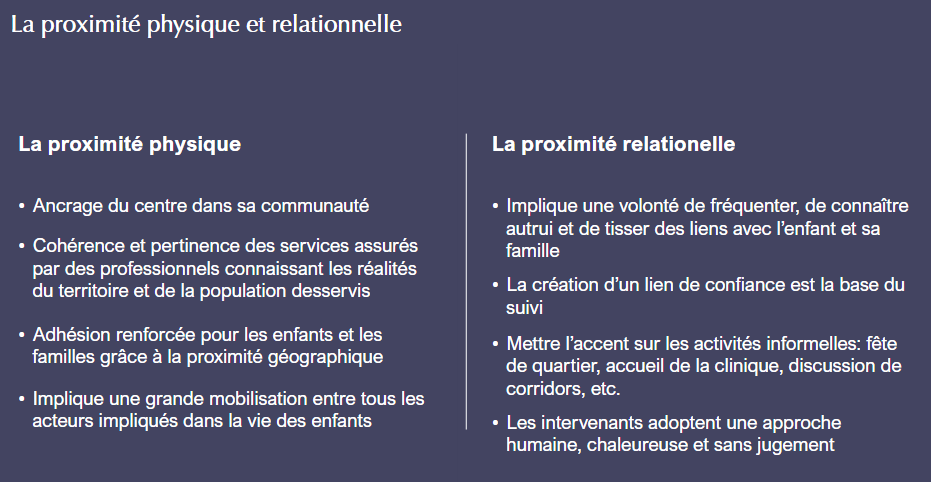 La proximité physique et relationnelle
La proximité physique
• Ancrage du centre dans sa communauté
• Cohérence et pertinence des services assurés
par des professionnels connaissant les réalités
du territoire et de la population desservis
• Adhésion renforcée pour les enfants et les
familles grâce à la proximité géographique
• Implique une grande mobilisation entre tous les
acteurs impliqués dans la vie des enfants
La proximité relationelle
• Implique une volonté de fréquenter, de connaître
autrui et de tisser des liens avec l’enfant et sa
famille
• La création d’un lien de confiance est la base du
suivi
• Mettre l’accent sur les activités informelles: fête
de quartier, accueil de la clinique, discussion de
corridors, etc.
• Les intervenants adoptent une approche
humaine, chaleureuse et sans jugement